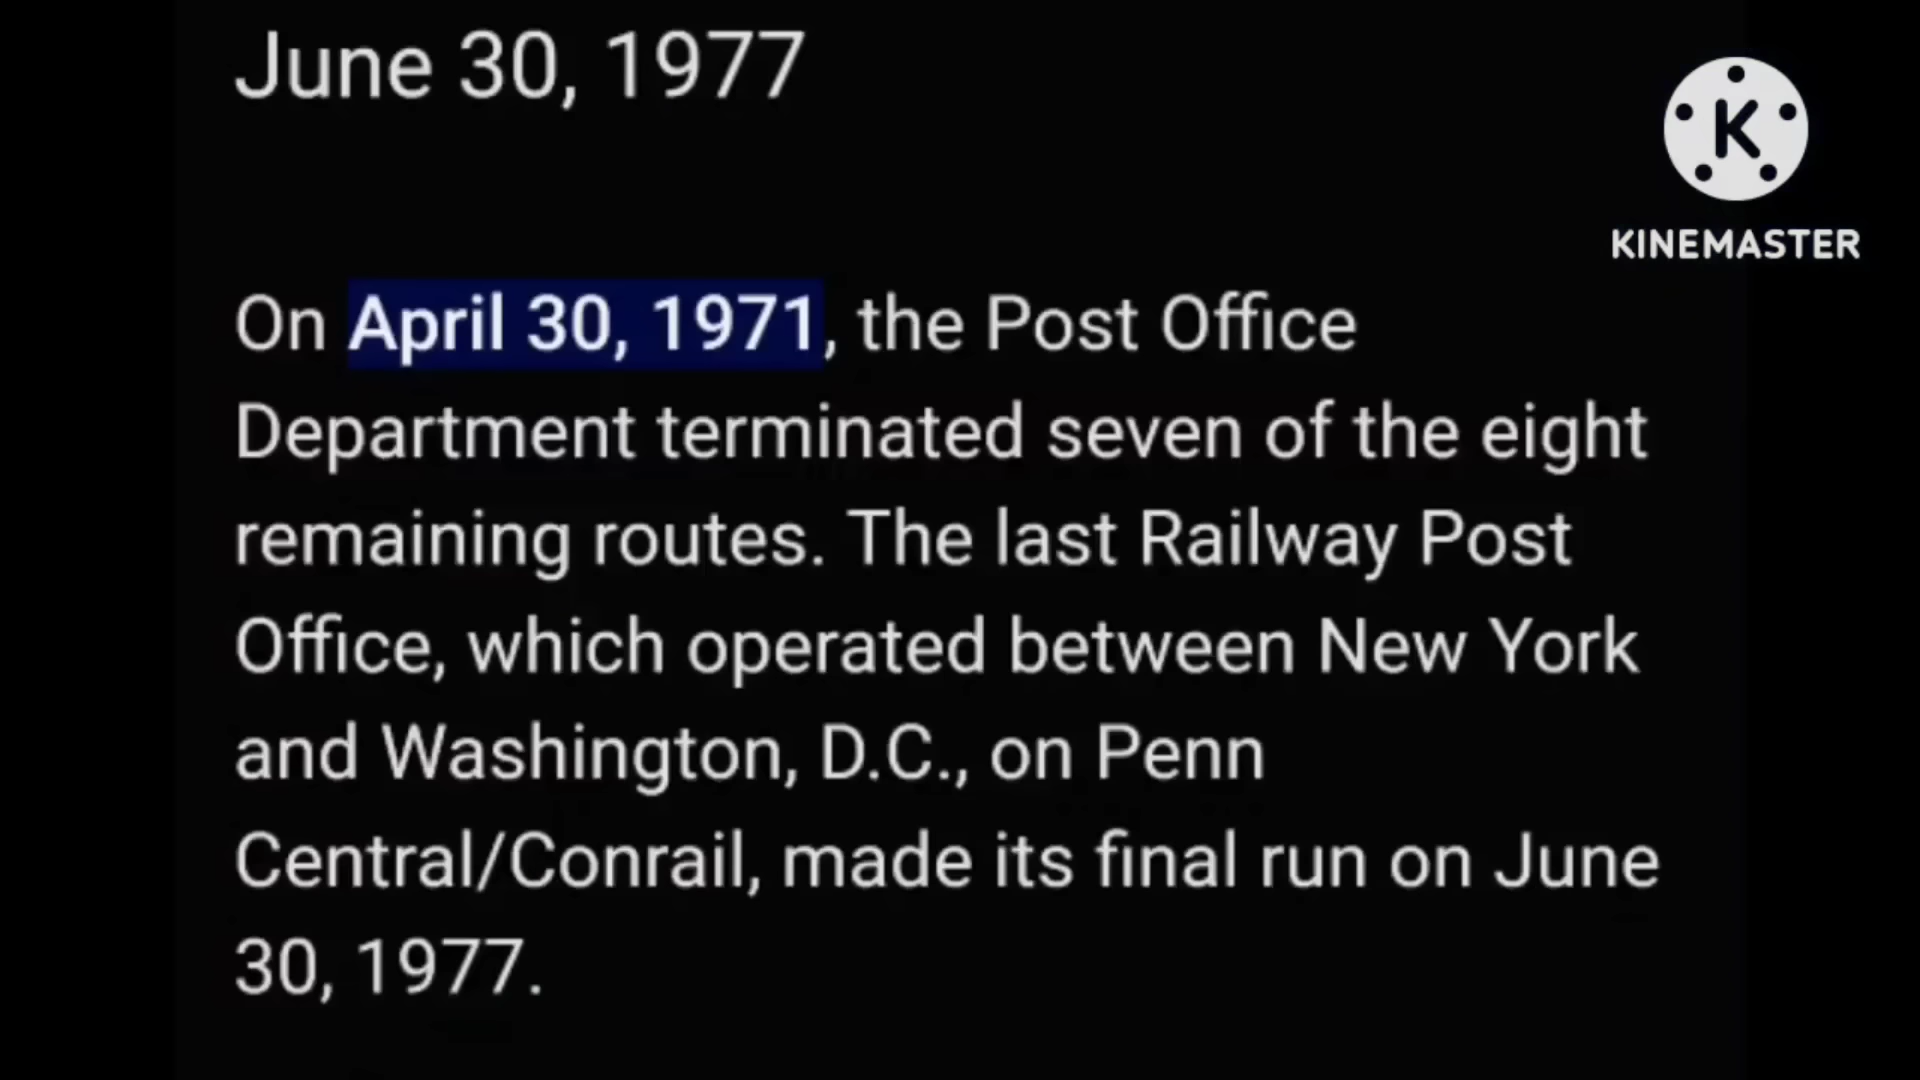 June 30, 1977
K
KINEMASTER
On April 30, 1971, the Post Office
Department terminated seven of the eight
remaining routes. The last Railway Post
Office, which operated between New York
and Washington, D.C., on Penn
Central/Conrail, made its final run on June
30, 1977.